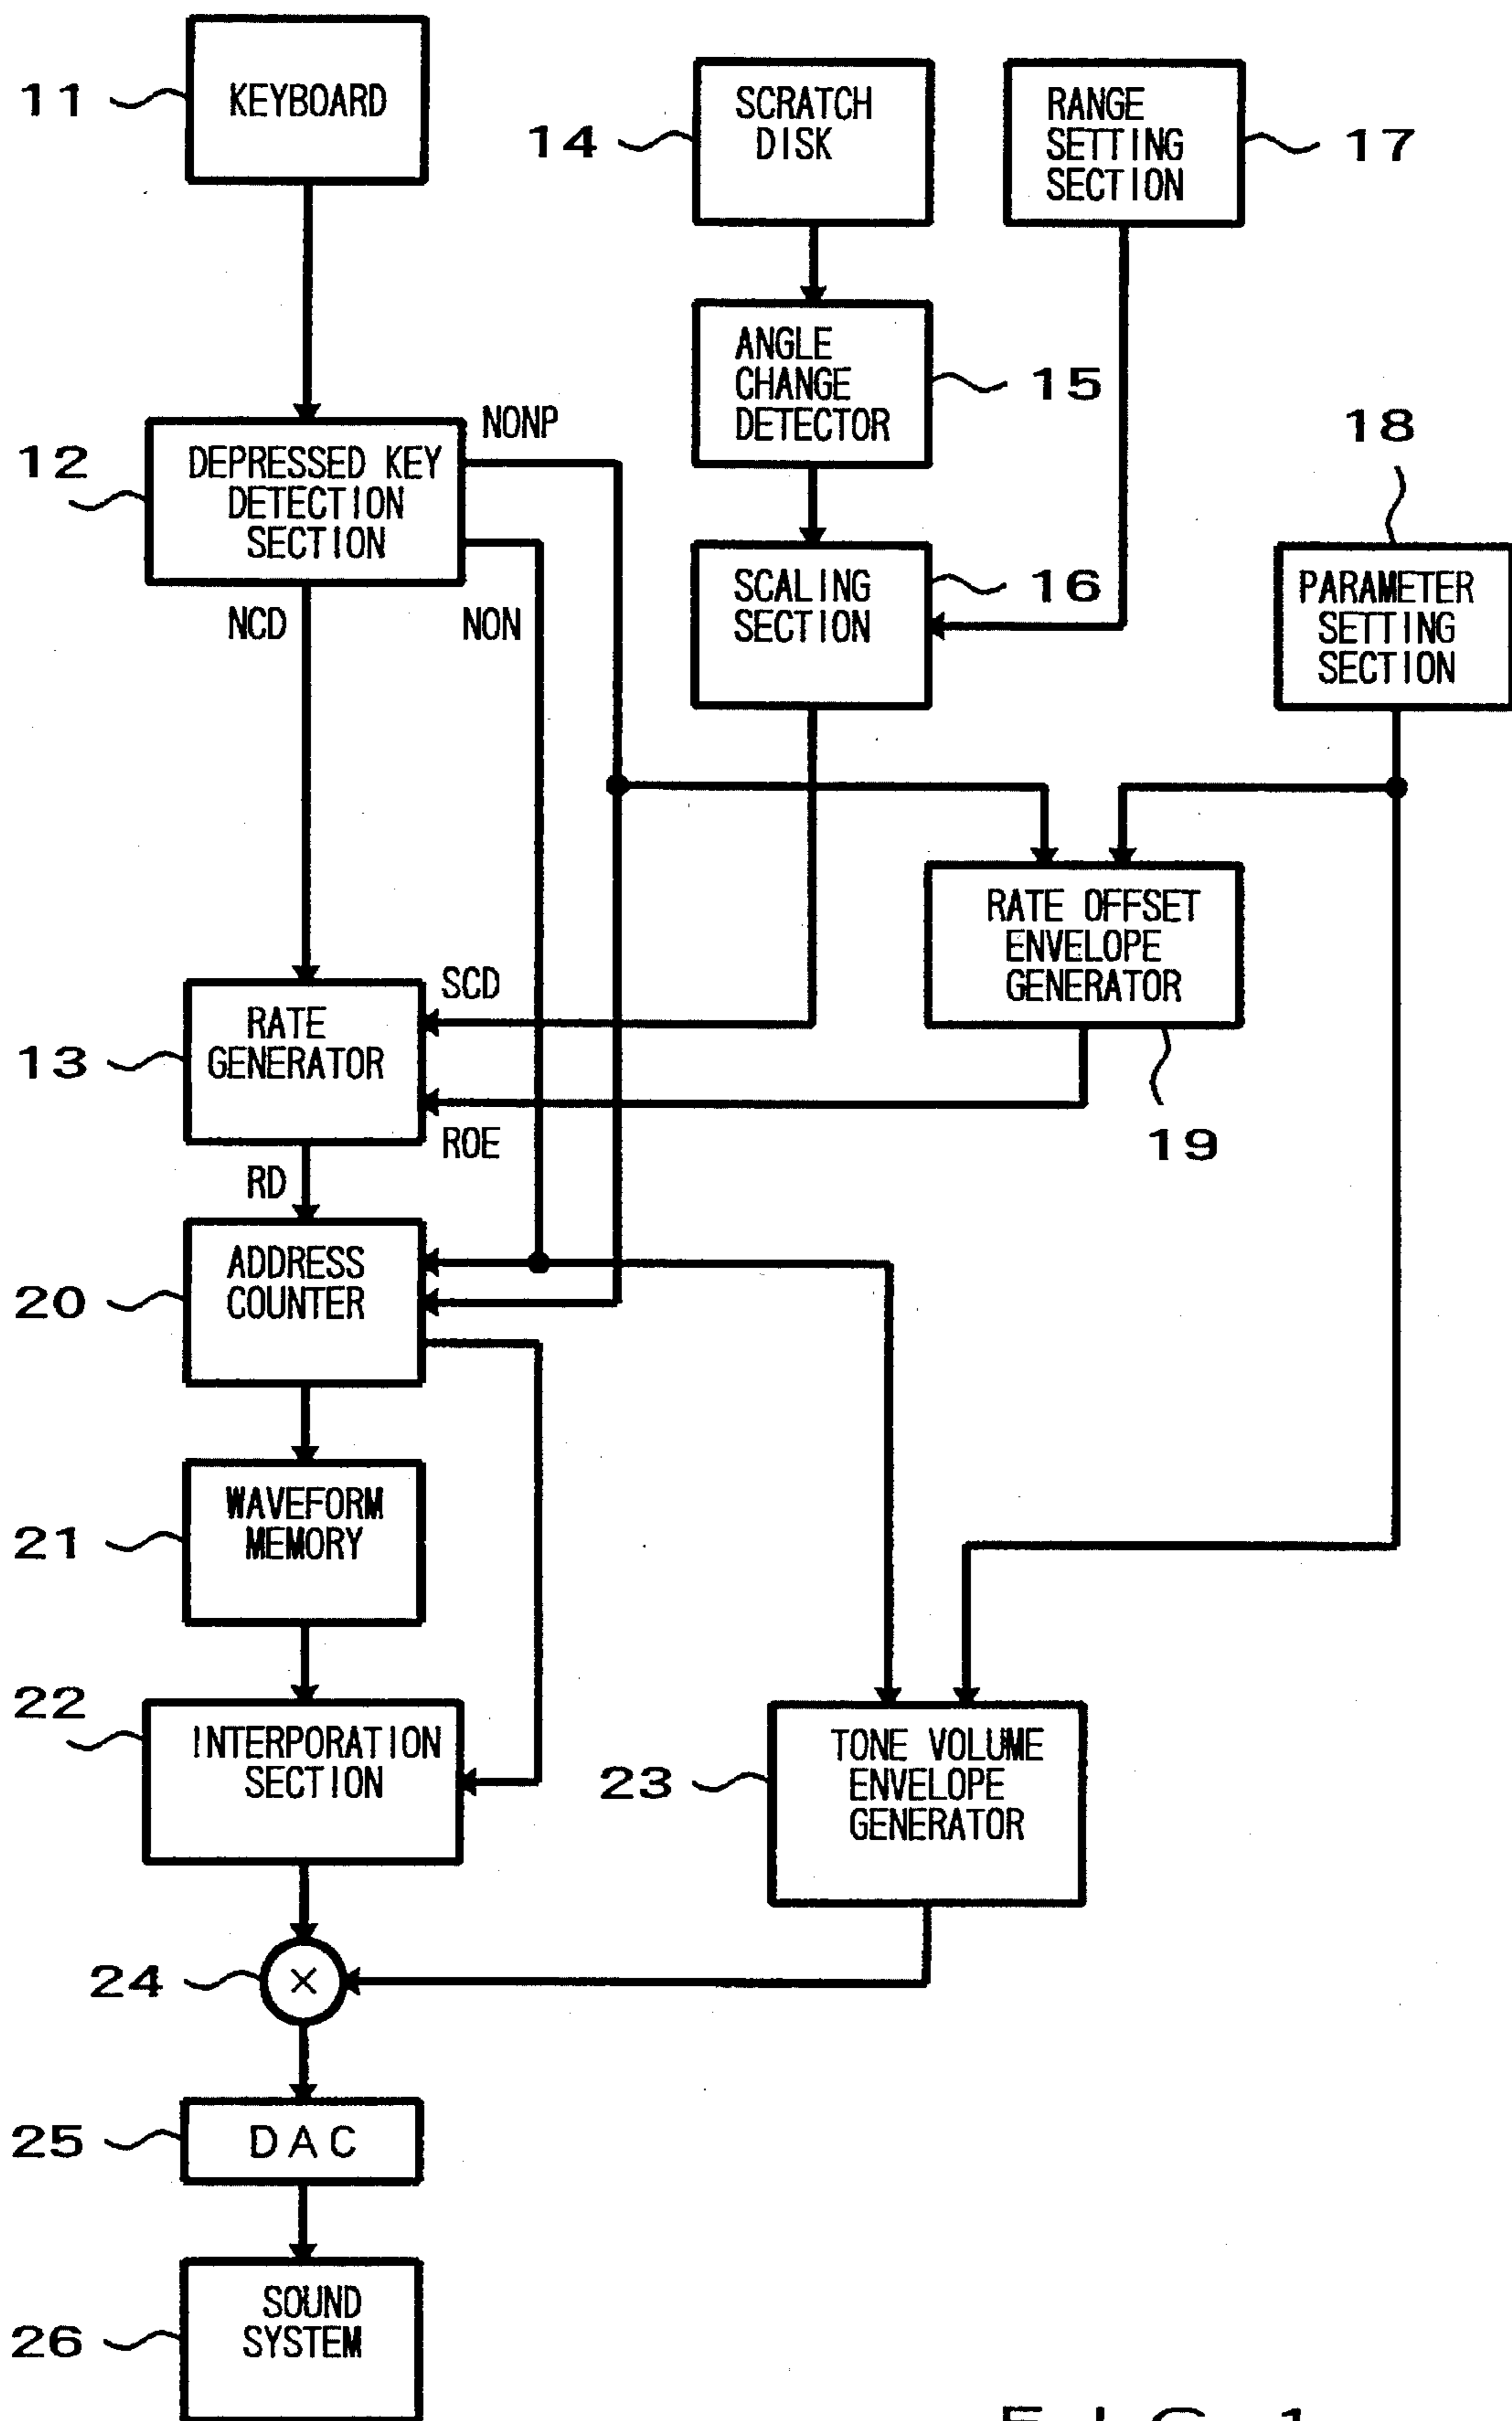 11
KEYBOARD
14
SCRATCH
DISK
RANGE
SETTING
SECTION
17
ANGLE
CHANGE
DETECTOR
15
12
DEPRESSED KEY
DETECTION
SECTION
NONP
NCD
NON
SCALING
SECTION
16
18
PARAMETER
SETTING
SECTION
RATE OFFSET
ENVELOPE
GENERATOR
19
13
RATE
GENERATOR
SCD
ROE
RD
20
ADDRESS
COUNTER
21
WAVEFORM
MEMORY
22
INTERPORATION
SECTION
23
TONE VOLUME
ENVELOPE
GENERATOR
24
×
25
DAC
26
SOUND
SYSTEM
FIG. 1